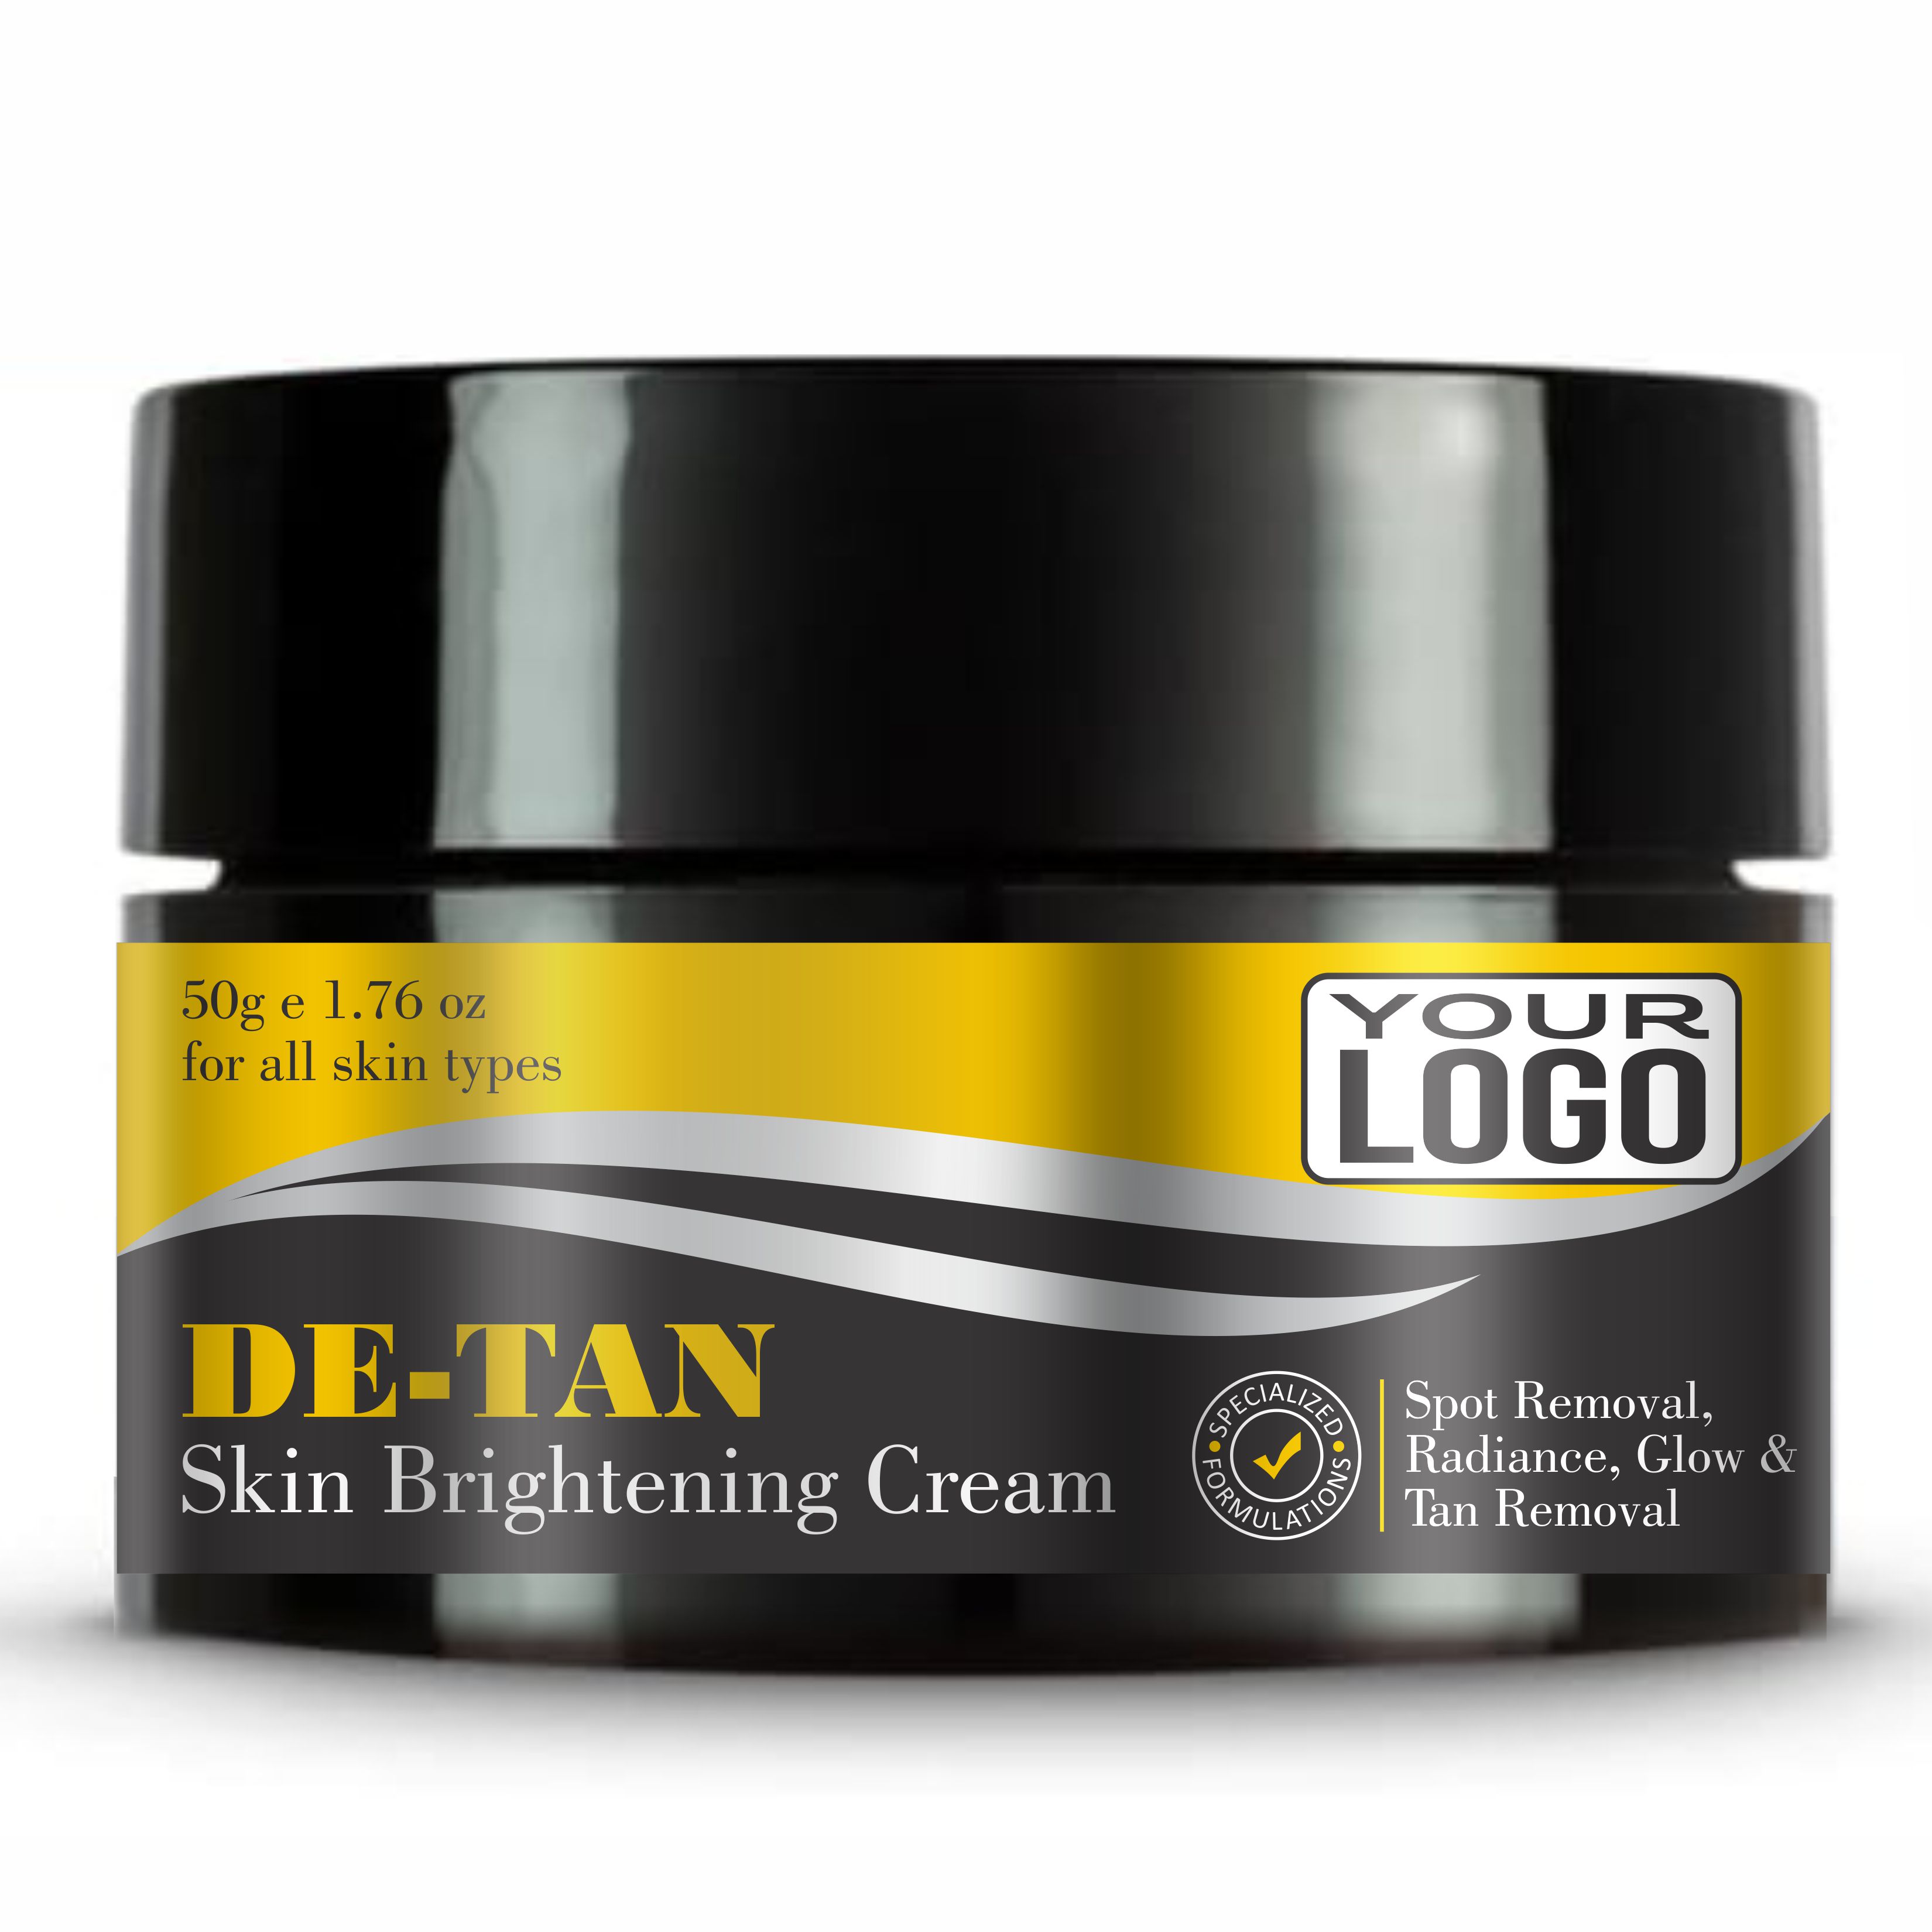 50g e 1.76 oz
for all skin types
YOUR
LOGO
DE-TAN
Skin Brightening Cream
SPECIALIZED
FORMULATIONS
Spot Removal,
Radiance, Glow &
Tan Removal